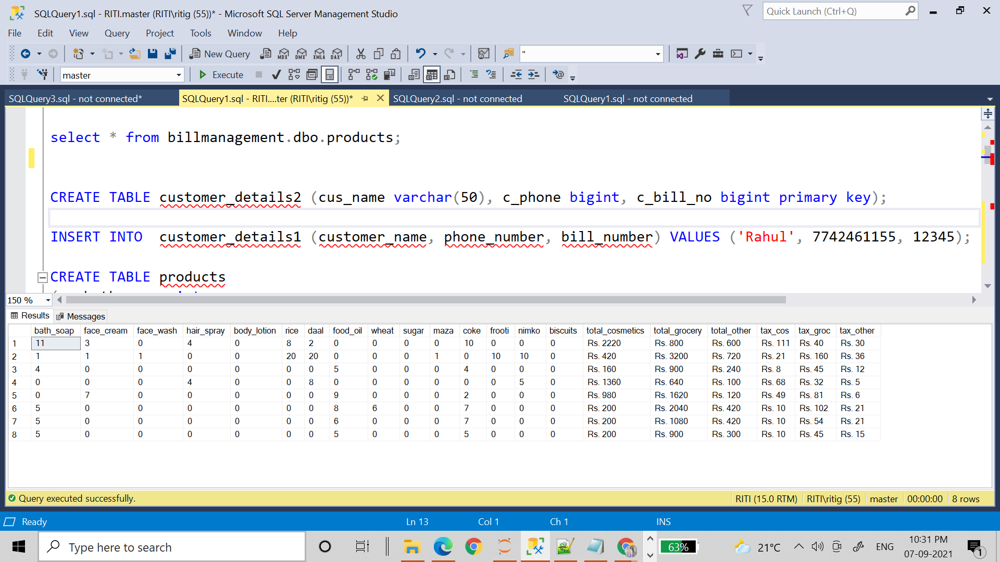 SQLQuery1.sql - RITI.master (RITI\ritig (55))* - Microsoft SQL Server Management Studio
Quick Launch (Ctrl+Q)
File Edit View Query Project Tools Window Help
New Query MDX DMX XMLA DAX "
master Execute
SQLQuery3.sql - not connected* SQLQuery1.sql - RITI....ter (RITI\ritig (55))* SQLQuery2.sql - not connected SQLQuery1.sql - not connected
select * from billmanagement.dbo.products;
CREATE TABLE customer_details2 (cus_name varchar(50), c_phone bigint, c_bill_no bigint primary key);
INSERT INTO  customer_details1 (customer_name, phone_number, bill_number) VALUES ('Rahul', 7742461155, 12345);
CREATE TABLE products
150 %
Results Messages
bath_soap face_cream face_wash hair_spray body_lotion rice daal food_oil wheat sugar maza coke frooti nimko biscuits total_cosmetics total_grocery total_other tax_cos tax_groc tax_other
1 11 3 0 4 0 8 2 0 0 0 0 10 0 0 0 Rs. 2220 Rs. 800 Rs. 600 Rs. 111 Rs. 40 Rs. 30
2 1 1 1 0 0 20 20 0 0 0 1 0 10 10 0 Rs. 420 Rs. 3200 Rs. 720 Rs. 21 Rs. 160 Rs. 36
3 4 0 0 0 0 0 0 5 0 0 0 4 0 0 0 Rs. 160 Rs. 900 Rs. 240 Rs. 8 Rs. 45 Rs. 12
4 0 0 0 4 0 0 8 0 0 0 0 0 0 5 0 Rs. 1360 Rs. 640 Rs. 100 Rs. 68 Rs. 32 Rs. 5
5 0 7 0 0 0 0 0 9 0 0 0 2 0 0 0 Rs. 980 Rs. 1620 Rs. 120 Rs. 49 Rs. 81 Rs. 6
6 5 0 0 0 0 0 0 8 6 0 0 7 0 0 0 Rs. 200 Rs. 2040 Rs. 420 Rs. 10 Rs. 102 Rs. 21
7 5 0 0 0 0 0 0 6 0 0 0 7 0 0 0 Rs. 200 Rs. 1080 Rs. 420 Rs. 10 Rs. 54 Rs. 21
8 5 0 0 0 0 0 0 5 0 0 0 5 0 0 0 Rs. 200 Rs. 900 Rs. 300 Rs. 10 Rs. 45 Rs. 15
Query executed successfully. RITI (15.0 RTM) RITI\ritig (55) master 00:00:00 8 rows
Ready Ln 13 Col 1 Ch 1 INS
Type here to search 63% 21°C ENG 10:31 PM
07-09-2021 1